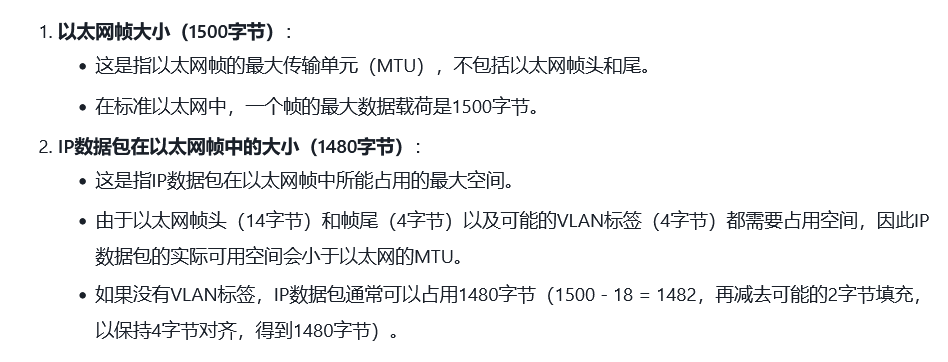 1. 以太网帧大小（1500字节）:
• 这是指以太网帧的最大传输单元（MTU），不包括以太网帧头和尾。
• 在标准以太网中，一个帧的最大数据载荷是1500字节。
2. IP数据包在以太网帧中的大小（1480字节）:
• 这是指IP数据包在以太网帧中所能占用的最大空间。
• 由于以太网帧头（14字节）和帧尾（4字节）以及可能的VLAN标签（4字节）都需要占用空间，因此IP
数据包的实际可用空间会小于以太网的MTU。
• 如果没有VLAN标签，IP数据包通常可以占用1480字节（1500 - 18 = 1482，再减去可能的2字节填充，
以保持4字节对齐，得到1480字节）。